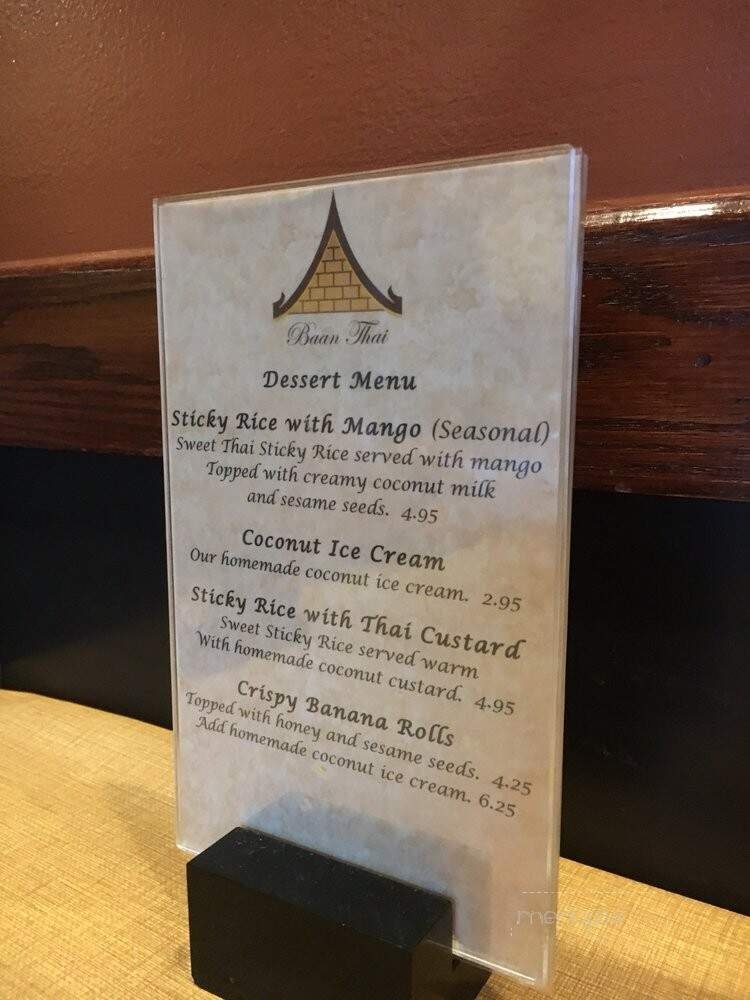 Baan Thai
Dessert Menu
Sticky Rice with Mango (Seasonal)
Sweet Thai Sticky Rice served with mango
Topped with creamy coconut milk
and sesame seeds. 4.95
Coconut Ice Cream
Our homemade coconut ice cream. 2.95
Sticky Rice with Thai Custard
Sweet Sticky Rice served warm
With homemade coconut custard. 4.95
Crispy Banana Rolls
Topped with honey and sesame seeds. 4.25
Add homemade coconut ice cream. 6.25